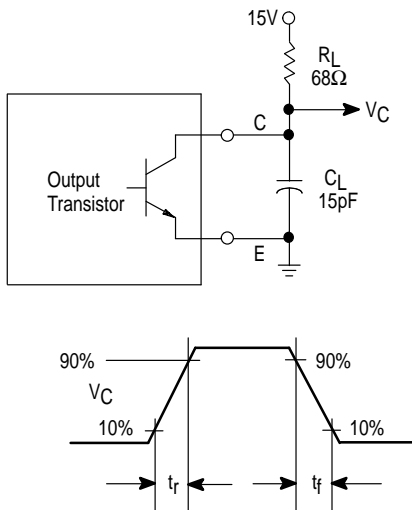 15V
R_L
68Ω
C
V_C
Output
Transistor
C_L
15pF
E
90%
90%
V_C
10%
10%
t_r
t_f